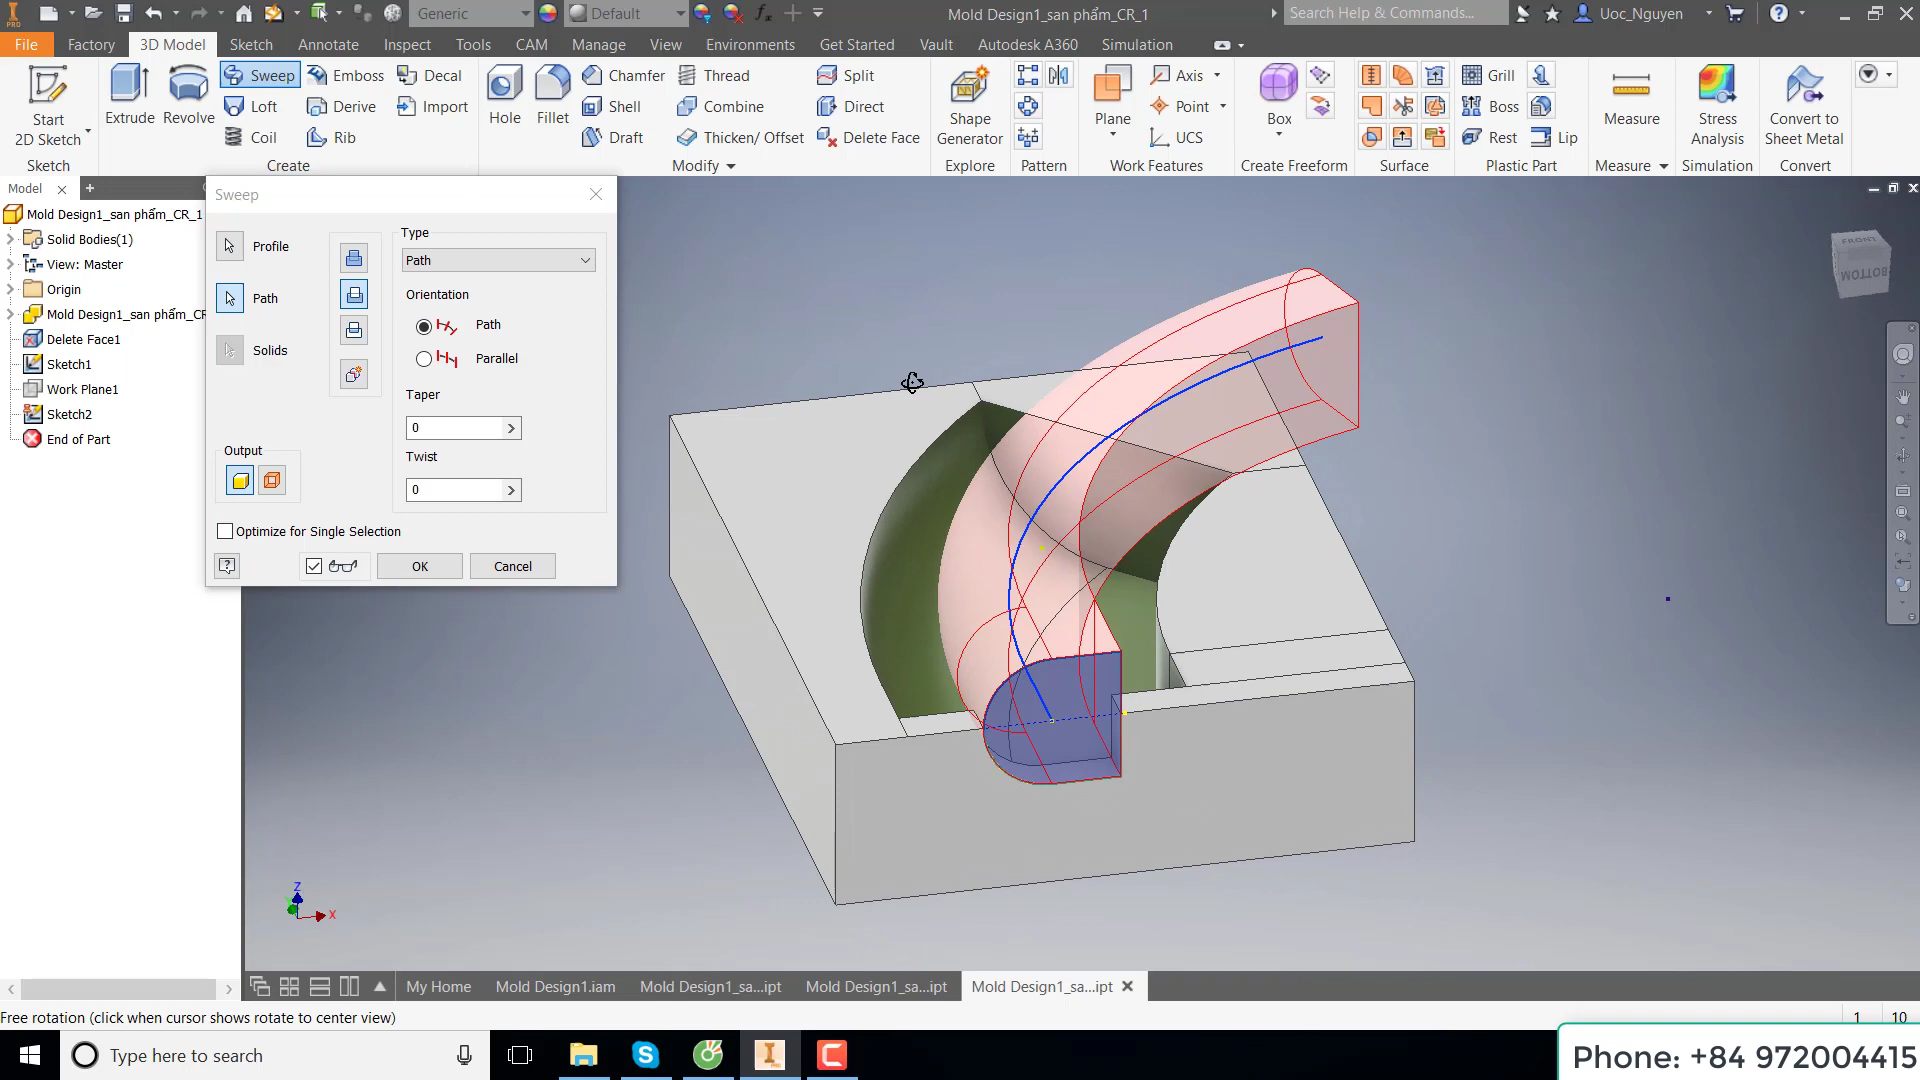 PRO
Generic
Default
Mold Design1_san phẩm_CR_1
Search Help & Commands...
Uoc_Nguyen
File
Factory
3D Model
Sketch
Annotate
Inspect
Tools
CAM
Manage
View
Environments
Get Started
Vault
Autodesk A360
Simulation
Start
2D Sketch
Extrude
Revolve
Sweep
Loft
Coil
Emboss
Derive
Rib
Decal
Import
Hole
Fillet
Chamfer
Shell
Draft
Thread
Combine
Thicken/ Offset
Split
Direct
Delete Face
Shape
Generator
Plane
Axis
Point
UCS
Box
Grill
Boss
Rest
Lip
Measure
Stress
Analysis
Convert to
Sheet Metal
Sketch
Create
Modify
Explore
Pattern
Work Features
Create Freeform
Surface
Plastic Part
Measure
Simulation
Convert
Model
Mold Design1_san phẩm_CR_1
Solid Bodies(1)
View: Master
Origin
Mold Design1_san phẩm_CR
Delete Face1
Sketch1
Work Plane1
Sketch2
End of Part
Sweep
Profile
Path
Solids
Output
Type
Path
Orientation
Path
Parallel
Taper
0
Twist
0
Optimize for Single Selection
OK
Cancel
FRONT
BOTTOM
Z
X
My Home
Mold Design1.iam
Mold Design1_sa...ipt
Mold Design1_sa...ipt
Mold Design1_sa...ipt
Free rotation (click when cursor shows rotate to center view)
1
10
Type here to search
Phone: +84 972004415